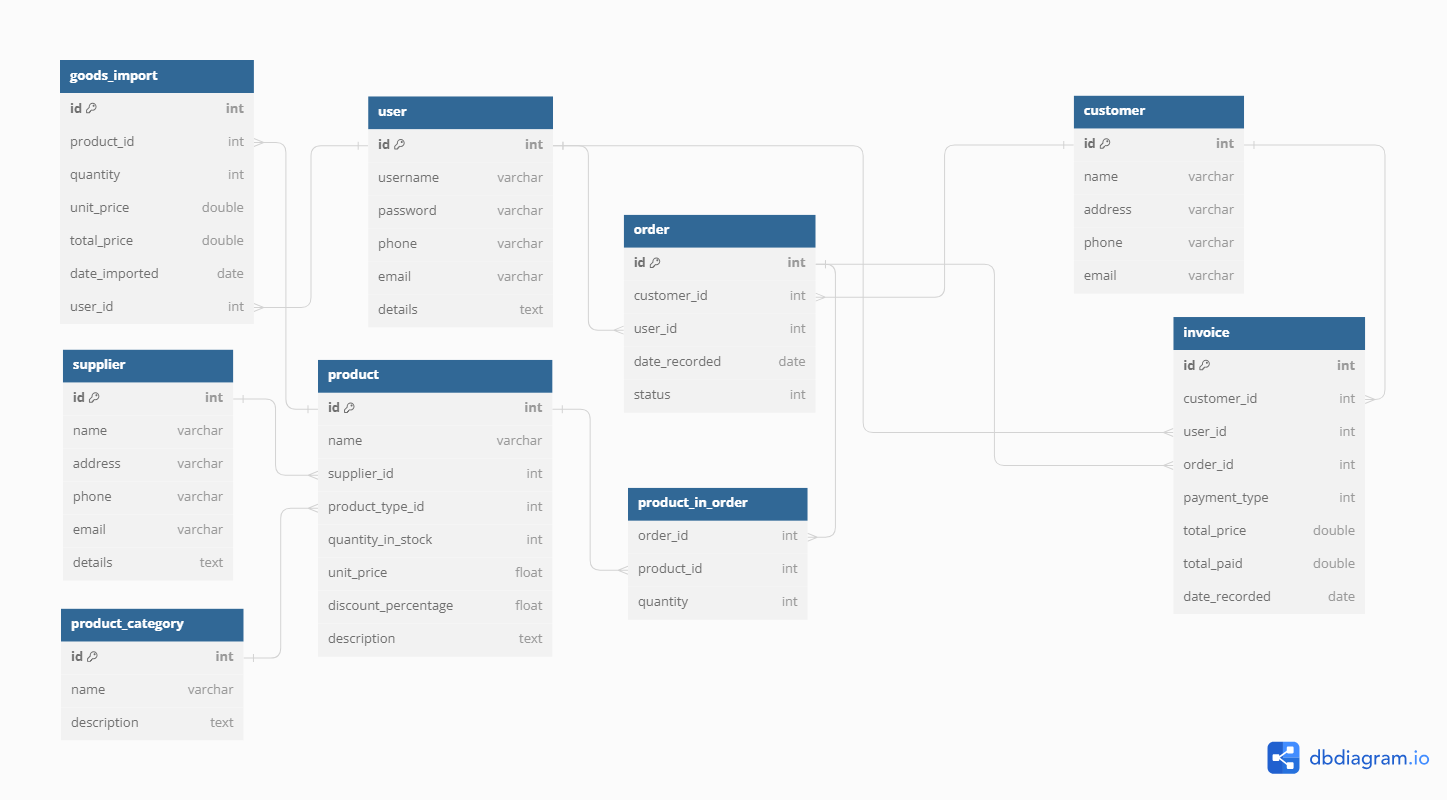 goods_import
id int
product_id int
quantity int
unit_price double
total_price double
date_imported date
user_id int
user
id int
username varchar
password varchar
phone varchar
email varchar
details text
order
id int
customer_id int
user_id int
date_recorded date
status int
customer
id int
name varchar
address varchar
phone varchar
email varchar
supplier
id int
name varchar
address varchar
phone varchar
email varchar
details text
product
id int
name varchar
supplier_id int
product_type_id int
quantity_in_stock int
unit_price float
discount_percentage float
description text
product_in_order
order_id int
product_id int
quantity int
invoice
id int
customer_id int
user_id int
order_id int
payment_type int
total_price double
total_paid double
date_recorded date
product_category
id int
name varchar
description text
dbdiagram.io